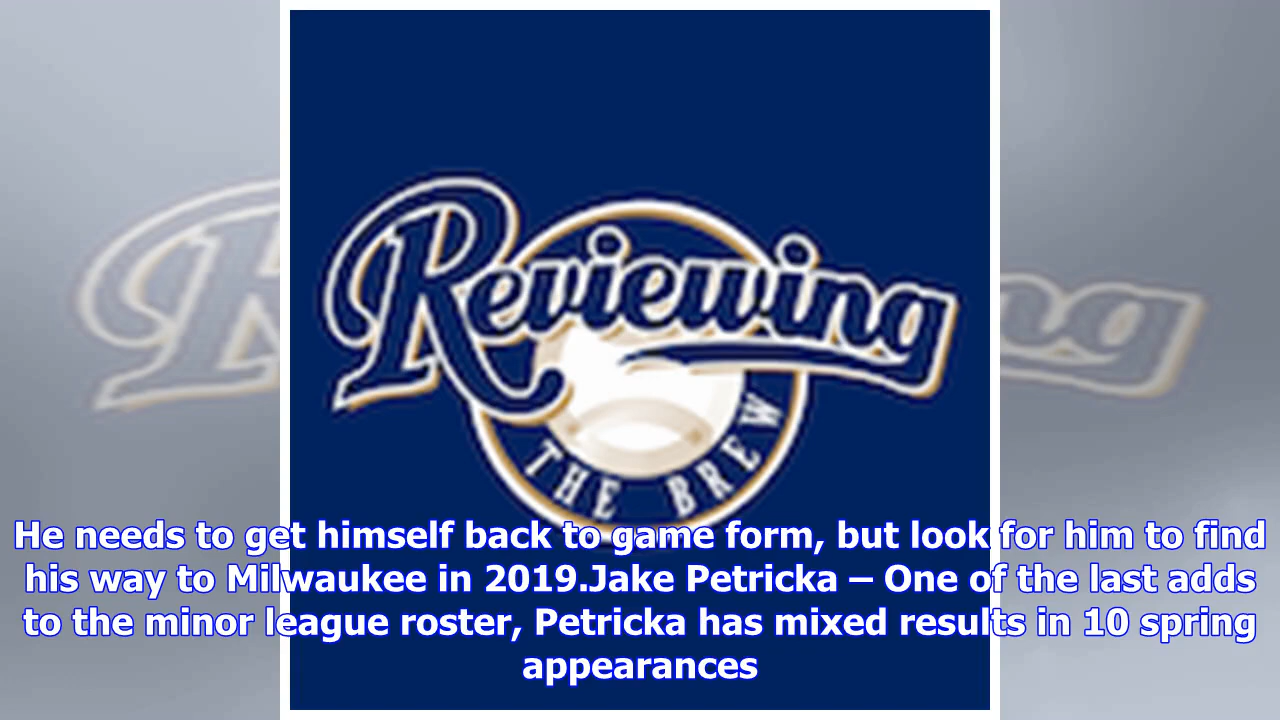 Reviewing
THE BREW
He needs to get himself back to game form, but look for him to find
his way to Milwaukee in 2019.Jake Petricka – One of the last adds
to the minor league roster, Petricka has mixed results in 10 spring
appearances